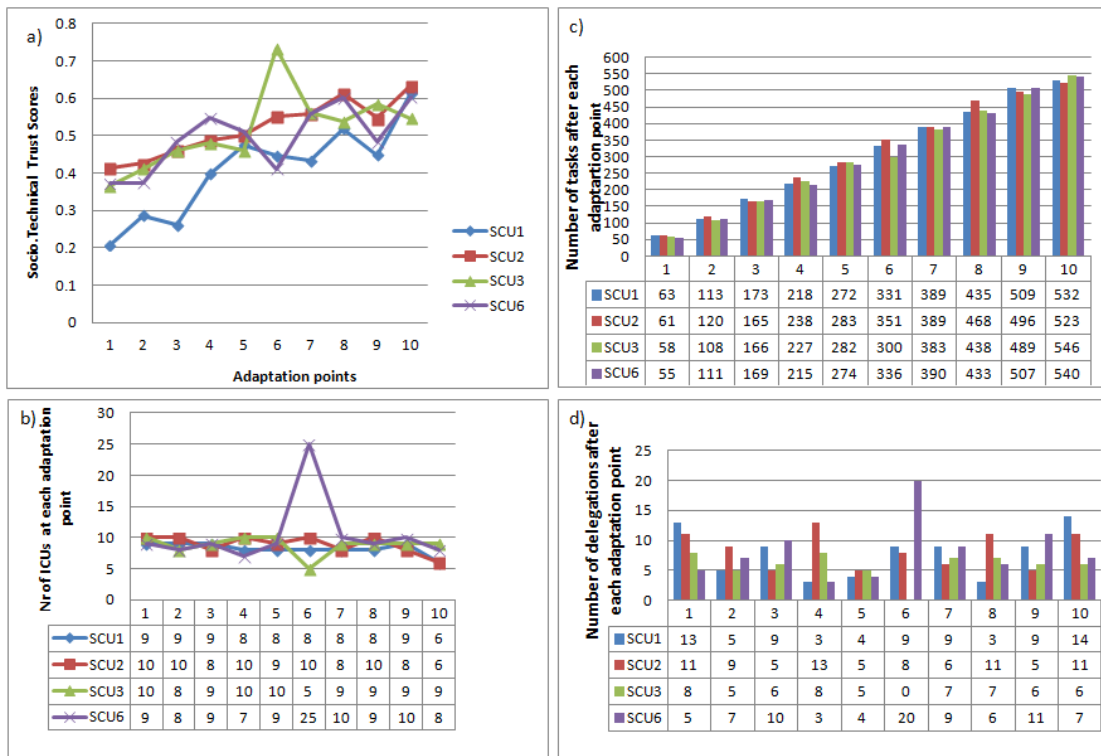 a)
Socio-Technical Trust Scores
0.8
0.7
0.6
0.5
0.4
0.3
0.2
0.1
0
1 2 3 4 5 6 7 8 9 10
Adaptation points
SCU1
SCU2
SCU3
SCU6
c)
Number of tasks after each
adaptartion point
600
550
500
450
400
350
300
250
200
150
100
50
1 2 3 4 5 6 7 8 9 10
SCU1 63 113 173 218 272 331 389 435 509 532
SCU2 61 120 165 238 283 351 389 468 496 523
SCU3 58 108 166 227 282 300 383 438 489 546
SCU6 55 111 169 215 274 336 390 433 507 540
b)
Nr of ICUs at each adaptation
point
30
25
20
15
10
5
0
1 2 3 4 5 6 7 8 9 10
SCU1 9 9 9 8 8 8 8 8 9 6
SCU2 10 10 8 10 9 10 8 10 8 6
SCU3 10 8 9 10 10 5 9 9 9 9
SCU6 9 8 9 7 9 25 10 9 10 8
d)
Number of delegations after
each adaptation point
25
20
15
10
5
0
1 2 3 4 5 6 7 8 9 10
SCU1 13 5 9 3 4 9 9 3 9 14
SCU2 11 9 5 13 5 8 6 11 5 11
SCU3 8 5 6 8 5 0 7 7 6 6
SCU6 5 7 10 3 4 20 9 6 11 7